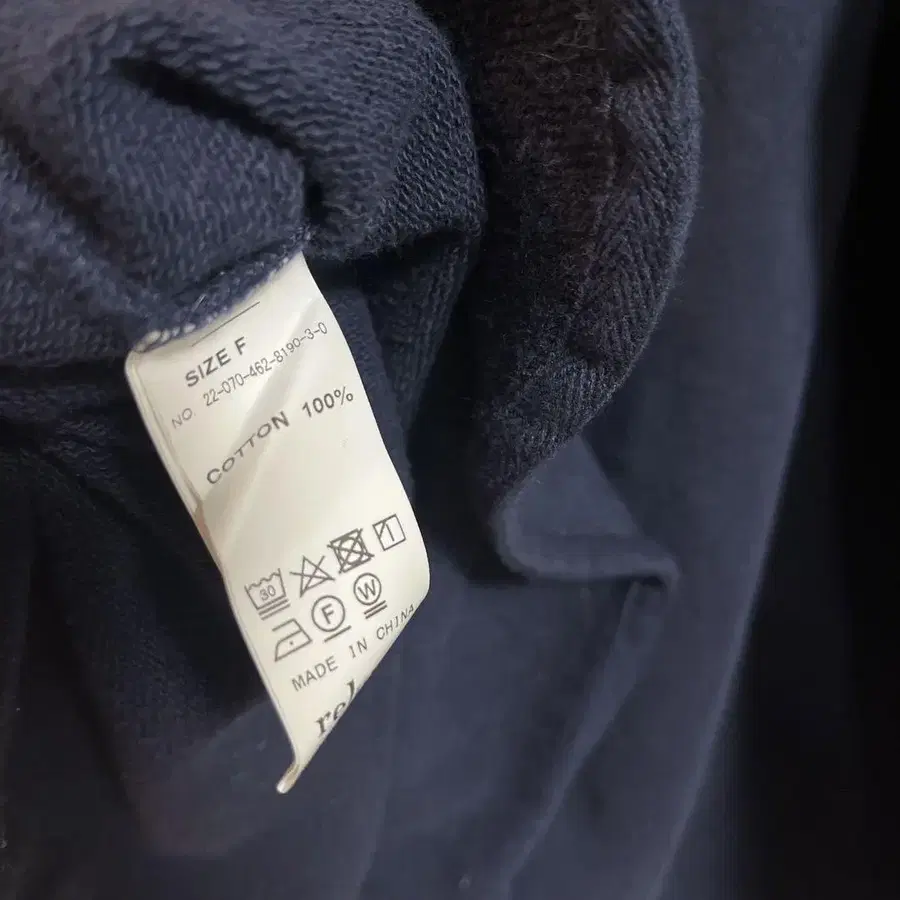 SIZE F
NO. 22-070-462-8190-3-0
COTTON 100%
30
F W
MADE IN CHINA